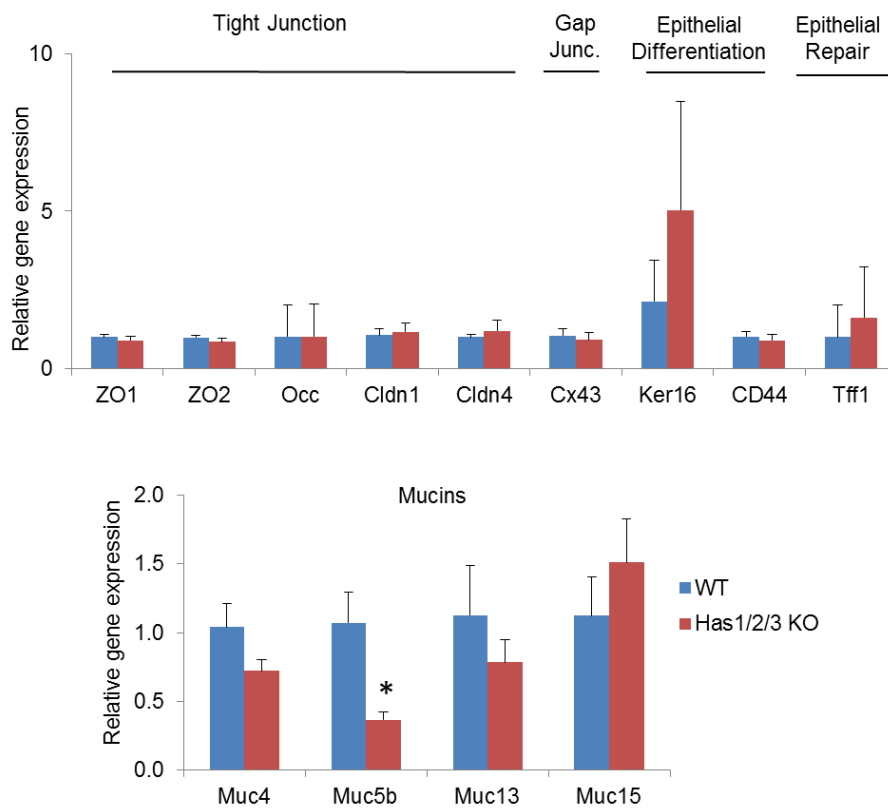 Tight Junction
Gap
Junc.
Epithelial
Differentiation
Epithelial
Repair
Relative gene expression
10
5
0
ZO1 ZO2 Occ Cldn1 Cldn4 Cx43 Ker16 CD44 Tff1
Mucins
Relative gene expression
2.0
1.5
1.0
0.5
0.0
*
WT
Has1/2/3 KO
Muc4 Muc5b Muc13 Muc15